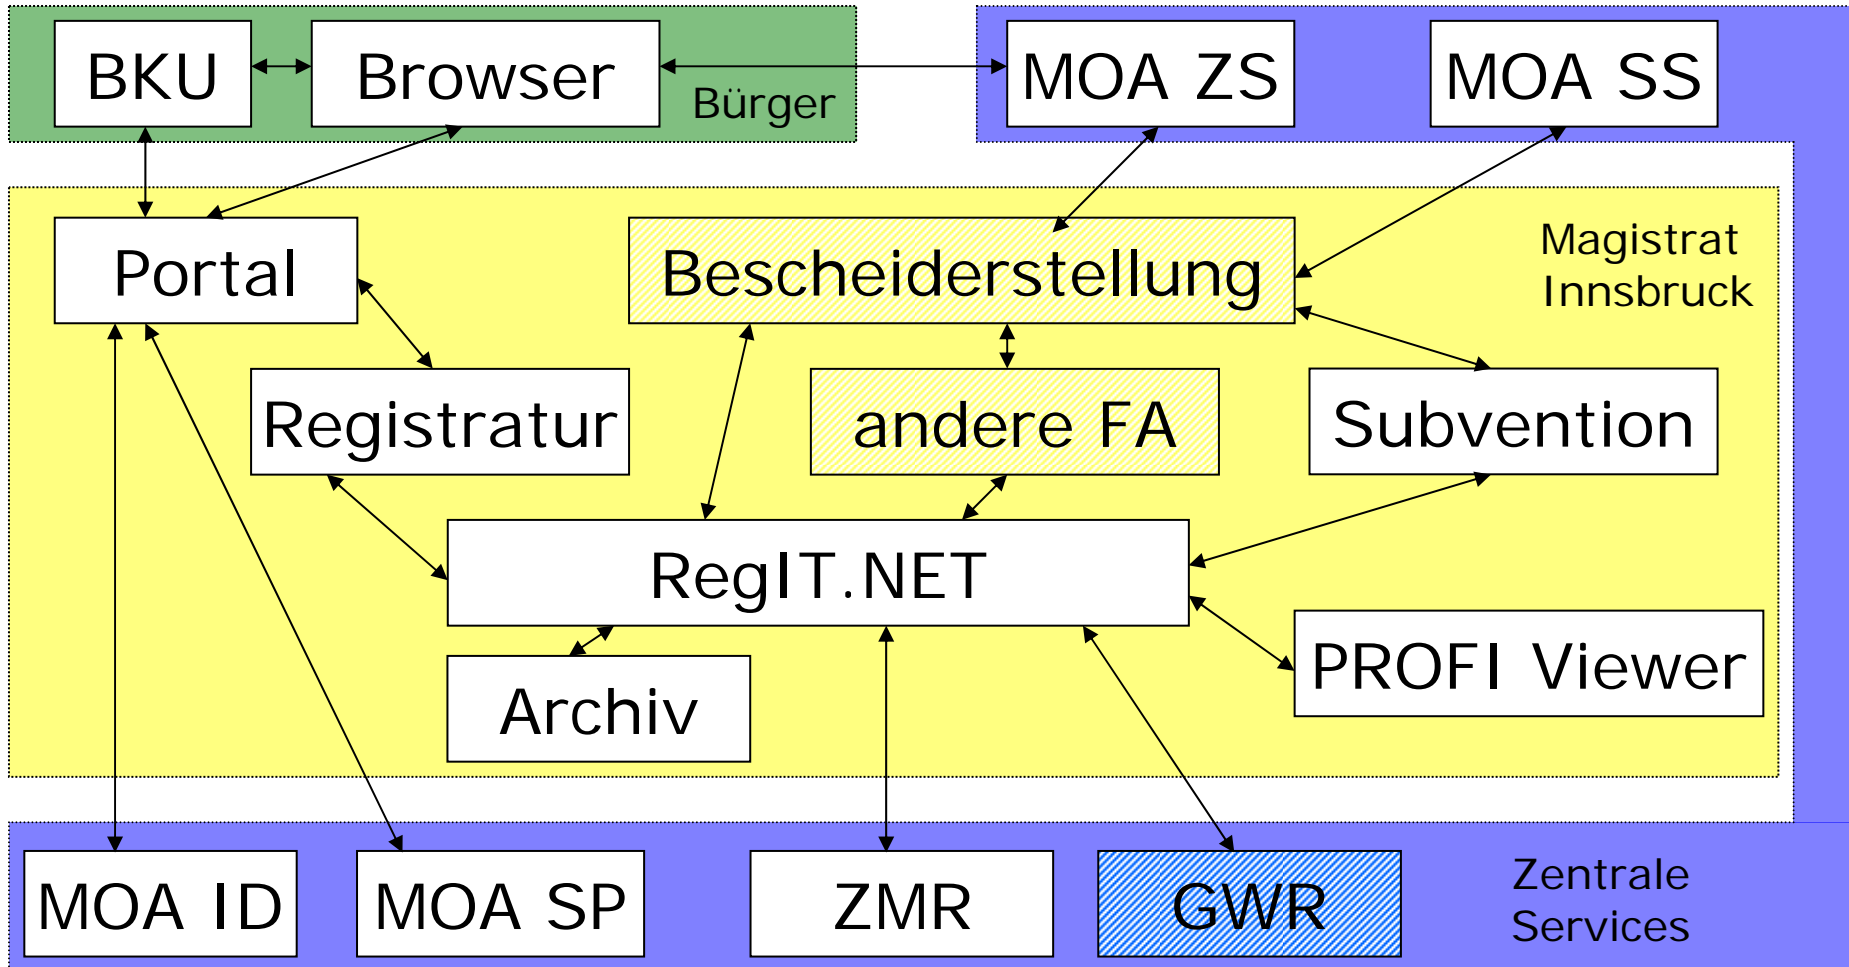 BKU
Browser
Bürger
MOA ZS
MOA SS
Portal
Bescheiderstellung
Magistrat
Innsbruck
Registratur
andere FA
Subvention
RegIT.NET
PROFI Viewer
Archiv
MOA ID
MOA SP
ZMR
GWR
Zentrale
Services